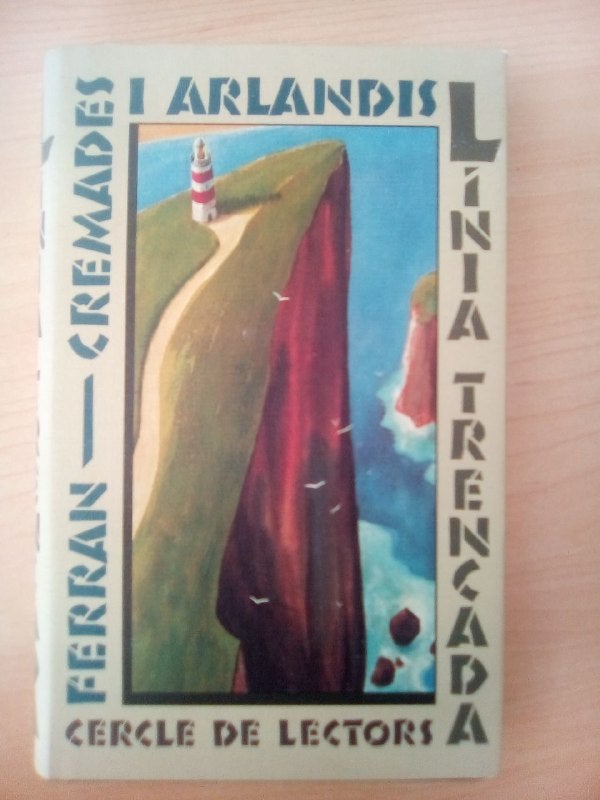 FERRAN — CREMADES
I ARLANDIS
LÍNIA TRENCADA
CERCLE DE LECTORS